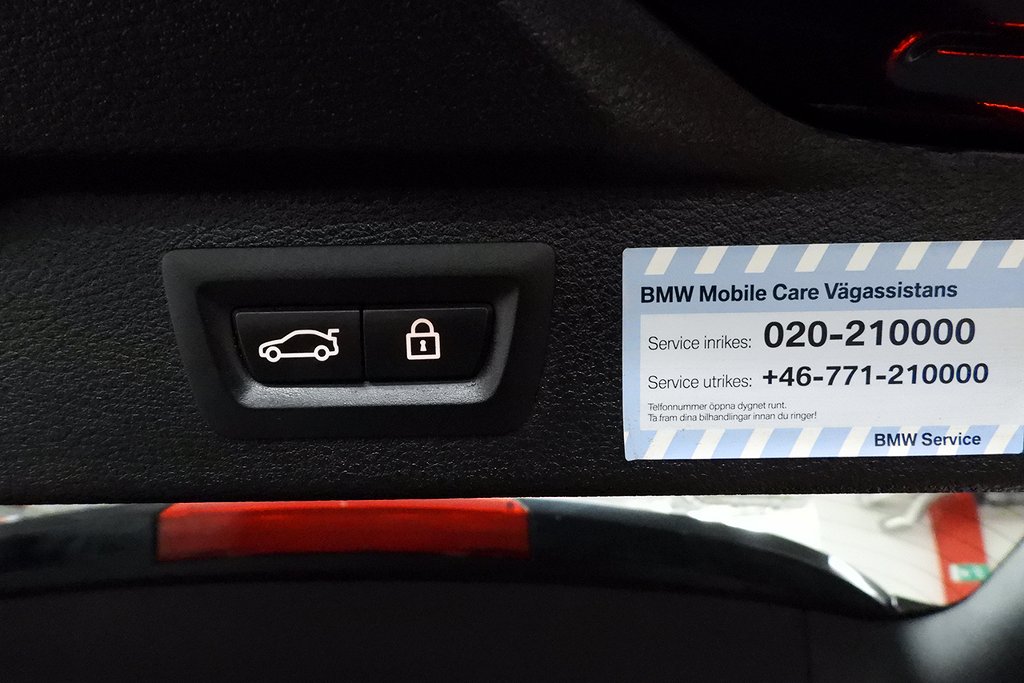 BMW Mobile Care Vägassistans
Service inrikes: 020-210000
Service utrikes: +46-771-210000
Telfonnummer öppna dygnet runt.
Ta fram dina bilhandlingar innan du ringer!
BMW Service